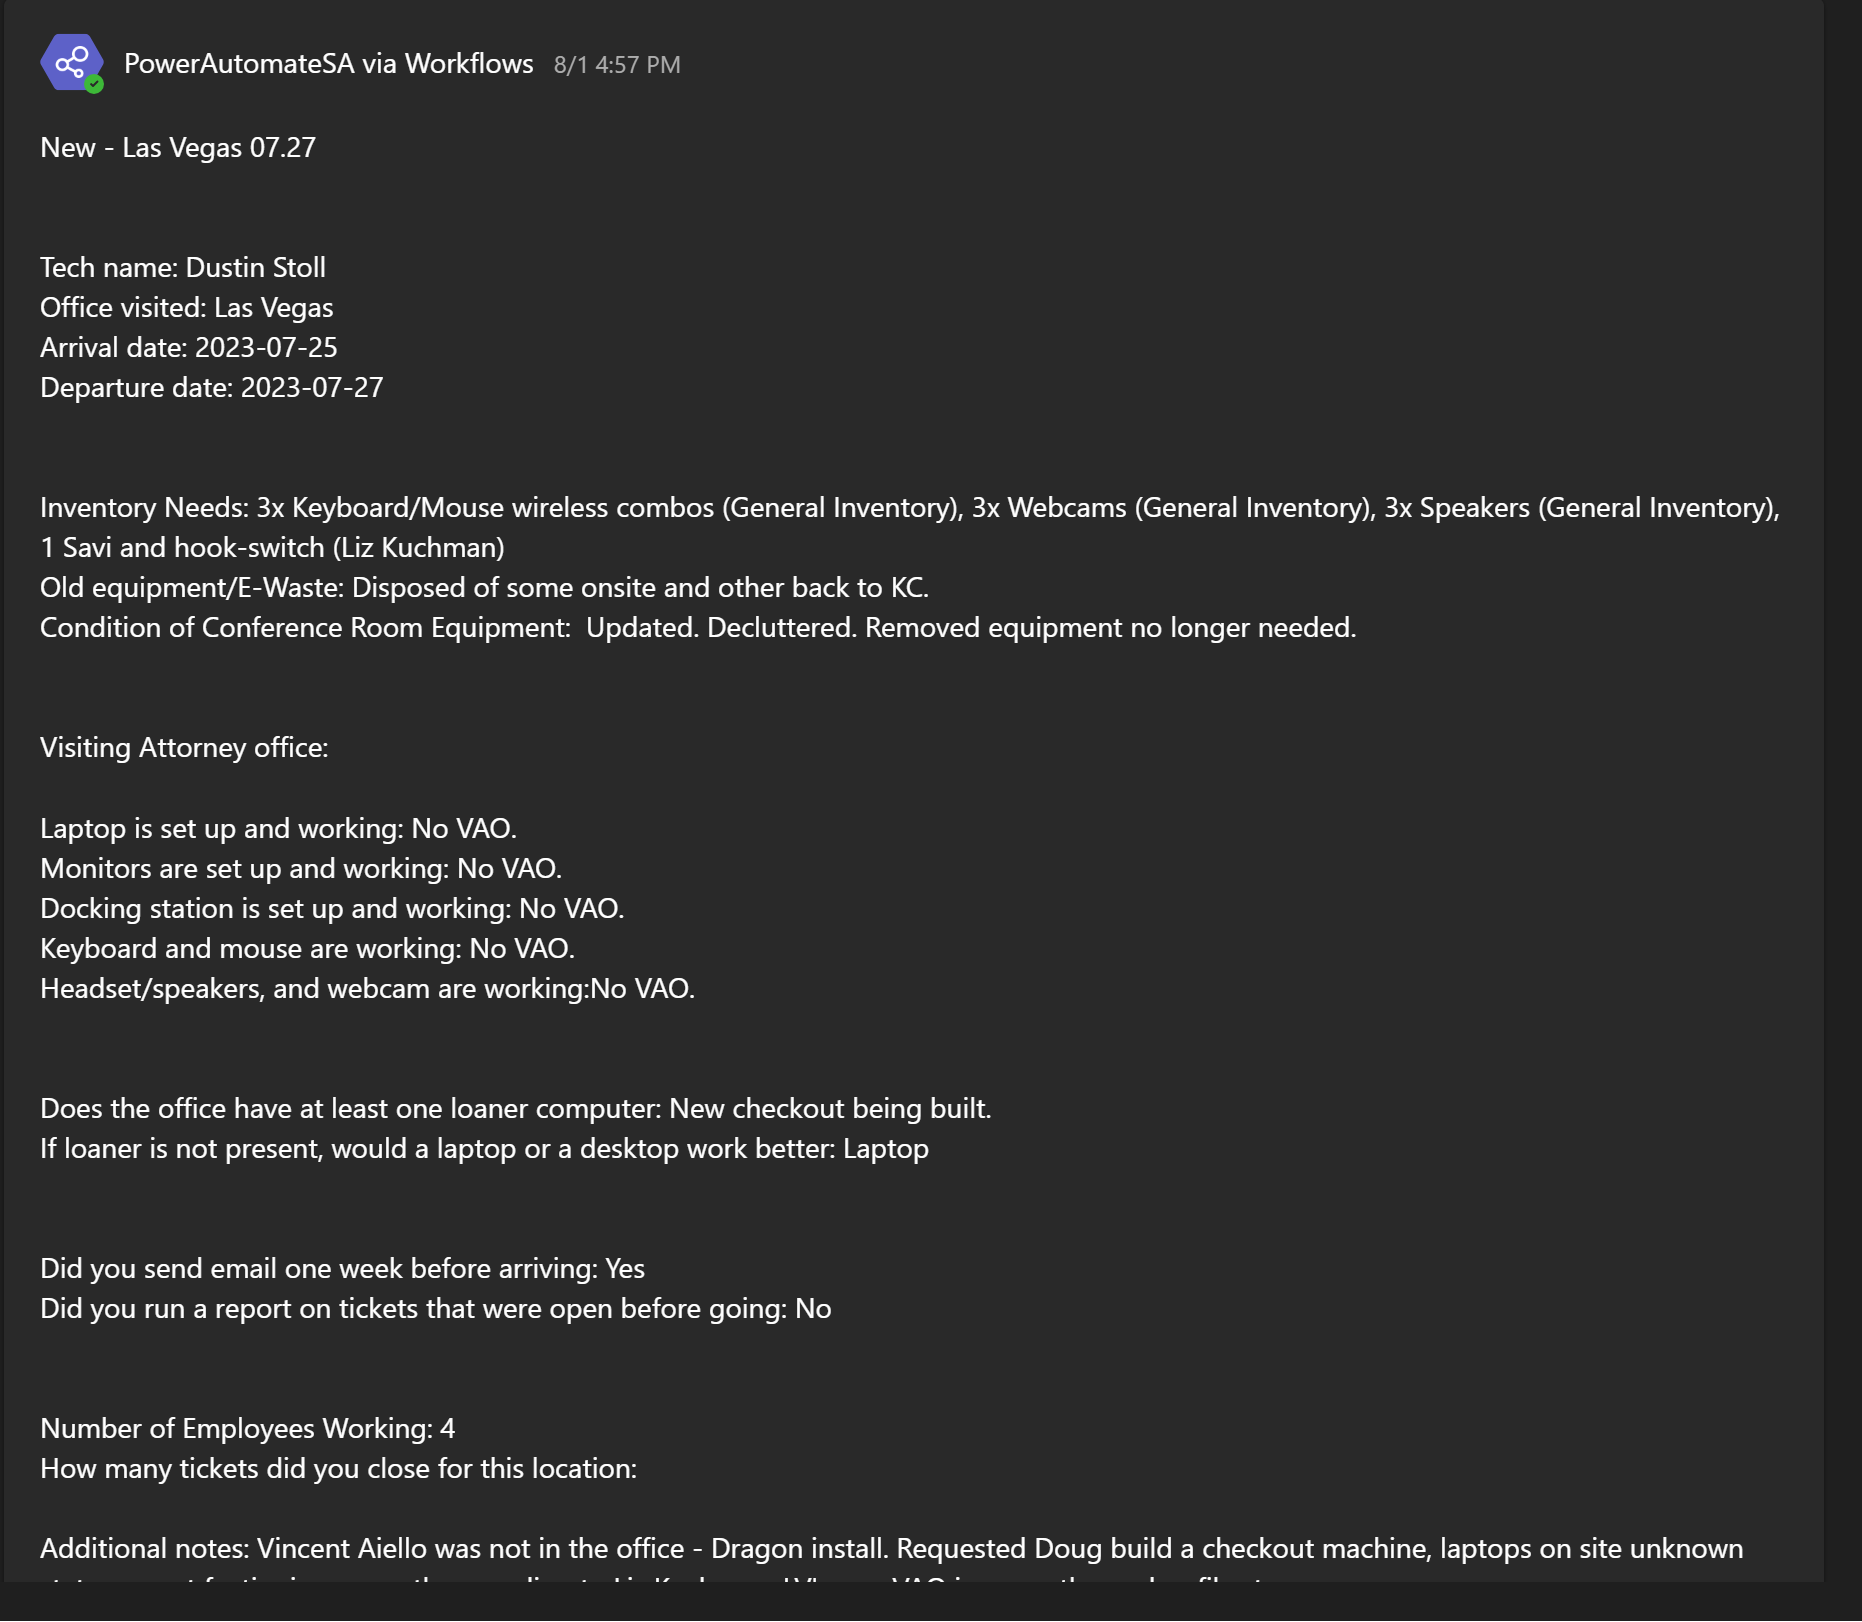 PowerAutomateSA via Workflows 8/1 4:57 PM
New - Las Vegas 07.27
Tech name: Dustin Stoll
Office visited: Las Vegas
Arrival date: 2023-07-25
Departure date: 2023-07-27
Inventory Needs: 3x Keyboard/Mouse wireless combos (General Inventory), 3x Webcams (General Inventory), 3x Speakers (General Inventory),
1 Savi and hook-switch (Liz Kuchman)
Old equipment/E-Waste: Disposed of some onsite and other back to KC.
Condition of Conference Room Equipment:  Updated. Decluttered. Removed equipment no longer needed.
Visiting Attorney office:
Laptop is set up and working: No VAO.
Monitors are set up and working: No VAO.
Docking station is set up and working: No VAO.
Keyboard and mouse are working: No VAO.
Headset/speakers, and webcam are working:No VAO.
Does the office have at least one loaner computer: New checkout being built.
If loaner is not present, would a laptop or a desktop work better: Laptop
Did you send email one week before arriving: Yes
Did you run a report on tickets that were open before going: No
Number of Employees Working: 4
How many tickets did you close for this location:
Additional notes: Vincent Aiello was not in the office - Dragon install. Requested Doug build a checkout machine, laptops on site unknown